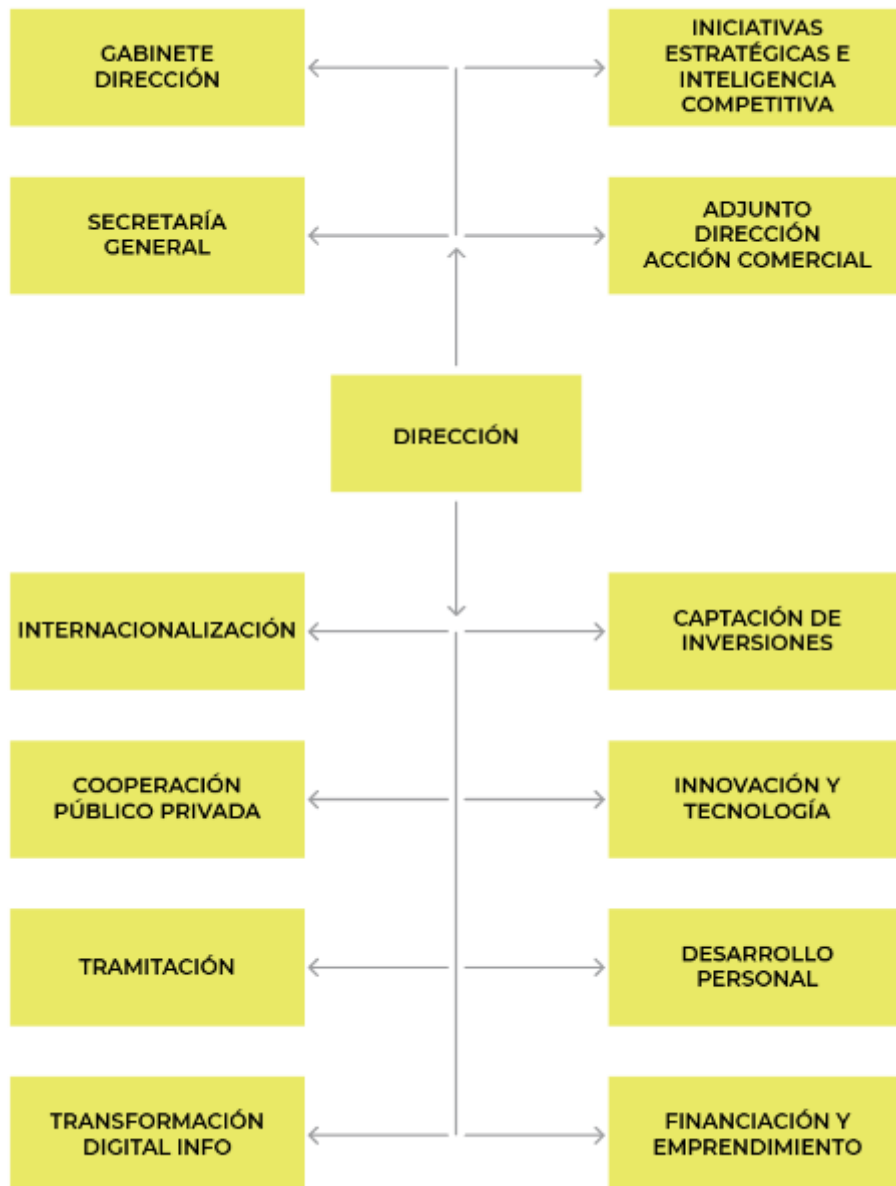 GABINETE
DIRECCIÓN
INICIATIVAS
ESTRATÉGICAS E
INTELIGENCIA
COMPETITIVA
SECRETARÍA
GENERAL
ADJUNTO
DIRECCIÓN
ACCIÓN COMERCIAL
DIRECCIÓN
INTERNACIONALIZACIÓN
CAPTACIÓN DE
INVERSIONES
COOPERACIÓN
PÚBLICO PRIVADA
INNOVACIÓN Y
TECNOLOGÍA
TRAMITACIÓN
DESARROLLO
PERSONAL
TRANSFORMACIÓN
DIGITAL INFO
FINANCIACIÓN Y
EMPRENDIMIENTO